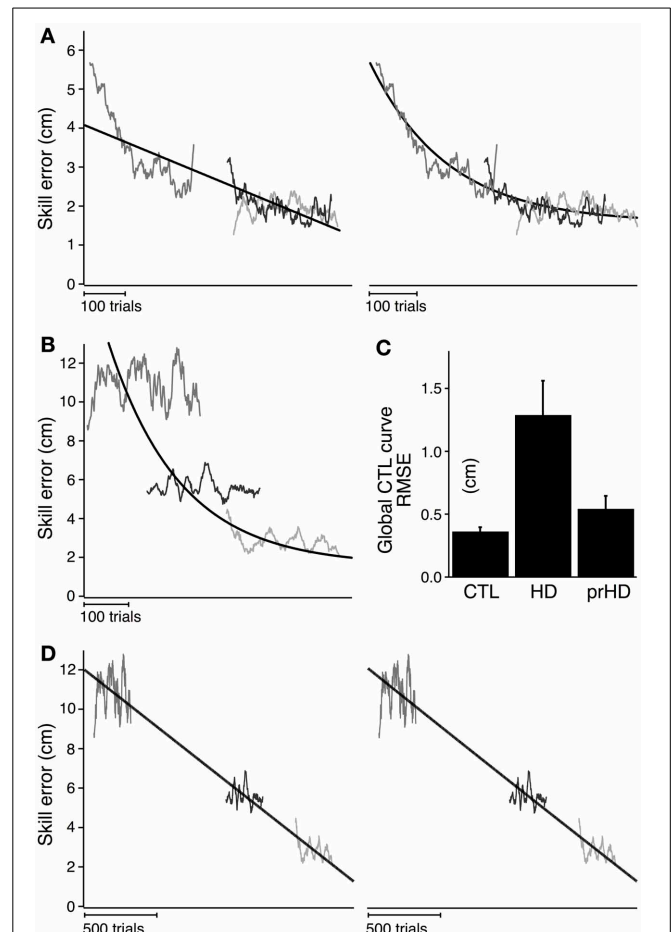 A
Skill error (cm)
6
5
4
3
2
1
0
100 trials
100 trials
B
Skill error (cm)
12
10
8
6
4
2
0
100 trials
C
Global CTL curve
RMSE
(cm)
1.5
1.0
0.5
0.0
CTL HD prHD
D
Skill error (cm)
12
10
8
6
4
2
0
500 trials
500 trials